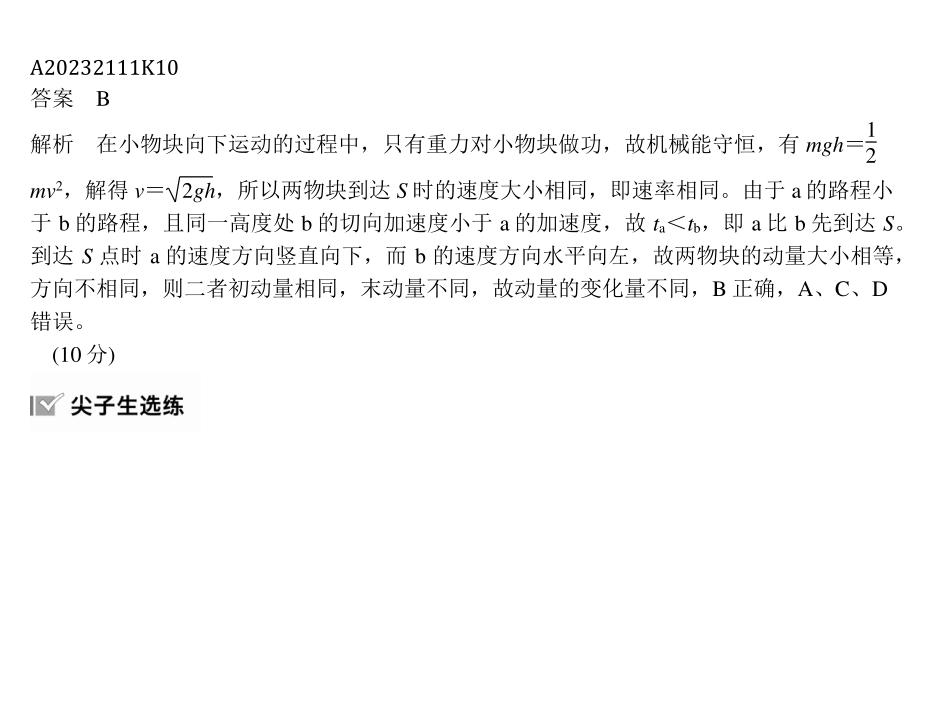 A20232111K10
答案　B
解析　在小物块向下运动的过程中，只有重力对小物块做功，故机械能守恒，有 mgh＝1/2
mv²，解得 v＝√2gh，所以两物块到达 S 时的速度大小相同，即速率相同。由于 a 的路程小
于 b 的路程，且同一高度处 b 的切向加速度小于 a 的加速度，故 tₐ＜t_b，即 a 比 b 先到达 S。
到达 S 点时 a 的速度方向竖直向下，而 b 的速度方向水平向左，故两物块的动量大小相等，
方向不相同，则二者初动量相同，末动量不同，故动量的变化量不同，B 正确，A、C、D
错误。
(10 分)
尖子生选练